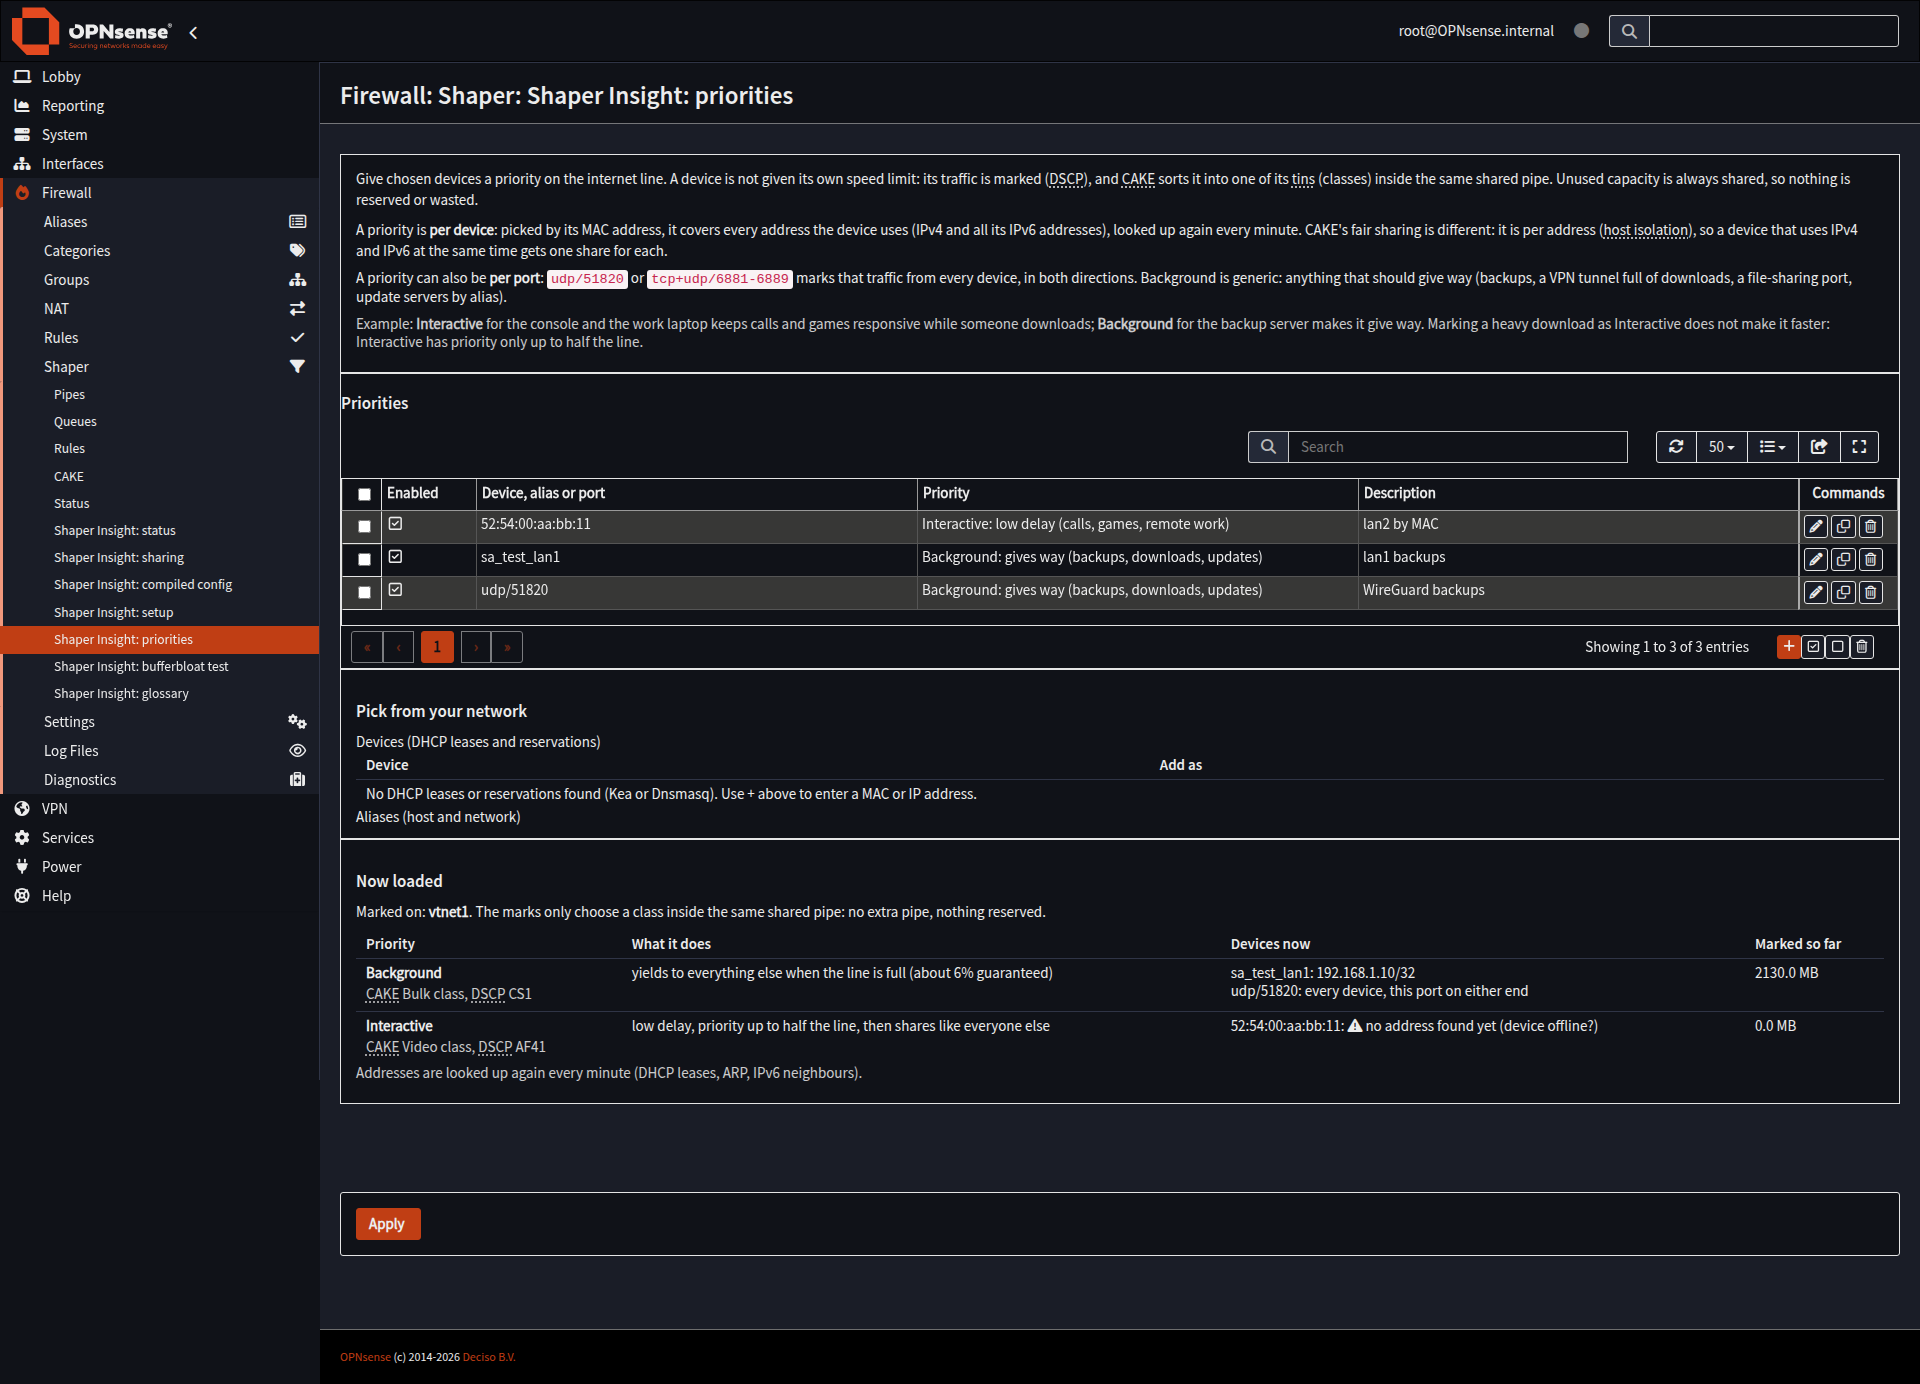 OPNsense®
Securing networks made easy
root@OPNsense.internal
Lobby
Reporting
System
Interfaces
Firewall
Aliases
Categories
Groups
NAT
Rules
Shaper
Pipes
Queues
Rules
CAKE
Status
Shaper Insight: status
Shaper Insight: sharing
Shaper Insight: compiled config
Shaper Insight: setup
Shaper Insight: priorities
Shaper Insight: bufferbloat test
Shaper Insight: glossary
Settings
Log Files
Diagnostics
VPN
Services
Power
Help
Firewall: Shaper: Shaper Insight: priorities
Give chosen devices a priority on the internet line. A device is not given its own speed limit: its traffic is marked (DSCP), and CAKE sorts it into one of its tins (classes) inside the same shared pipe. Unused capacity is always shared, so nothing is
reserved or wasted.
A priority is per device: picked by its MAC address, it covers every address the device uses (IPv4 and all its IPv6 addresses), looked up again every minute. CAKE's fair sharing is different: it is per address (host isolation), so a device that uses IPv4
and IPv6 at the same time gets one share for each.
A priority can also be per port: udp/51820 or tcp+udp/6881-6889 marks that traffic from every device, in both directions. Background is generic: anything that should give way (backups, a VPN tunnel full of downloads, a file-sharing port,
update servers by alias).
Example: Interactive for the console and the work laptop keeps calls and games responsive while someone downloads; Background for the backup server makes it give way. Marking a heavy download as Interactive does not make it faster:
Interactive has priority only up to half the line.
Priorities
Search
50
Enabled Device, alias or port Priority Description Commands
52:54:00:aa:bb:11 Interactive: low delay (calls, games, remote work) lan2 by MAC
sa_test_lan1 Background: gives way (backups, downloads, updates) lan1 backups
udp/51820 Background: gives way (backups, downloads, updates) WireGuard backups
« ‹ 1 › »
Showing 1 to 3 of 3 entries
Pick from your network
Devices (DHCP leases and reservations)
Device Add as
No DHCP leases or reservations found (Kea or Dnsmasq). Use + above to enter a MAC or IP address.
Aliases (host and network)
Now loaded
Marked on: vtnet1. The marks only choose a class inside the same shared pipe: no extra pipe, nothing reserved.
Priority What it does Devices now Marked so far
Background yields to everything else when the line is full (about 6% guaranteed) sa_test_lan1: 192.168.1.10/32 2130.0 MB
CAKE Bulk class, DSCP CS1 udp/51820: every device, this port on either end
Interactive low delay, priority up to half the line, then shares like everyone else 52:54:00:aa:bb:11: no address found yet (device offline?) 0.0 MB
CAKE Video class, DSCP AF41
Addresses are looked up again every minute (DHCP leases, ARP, IPv6 neighbours).
Apply
OPNsense (c) 2014-2026 Deciso B.V.